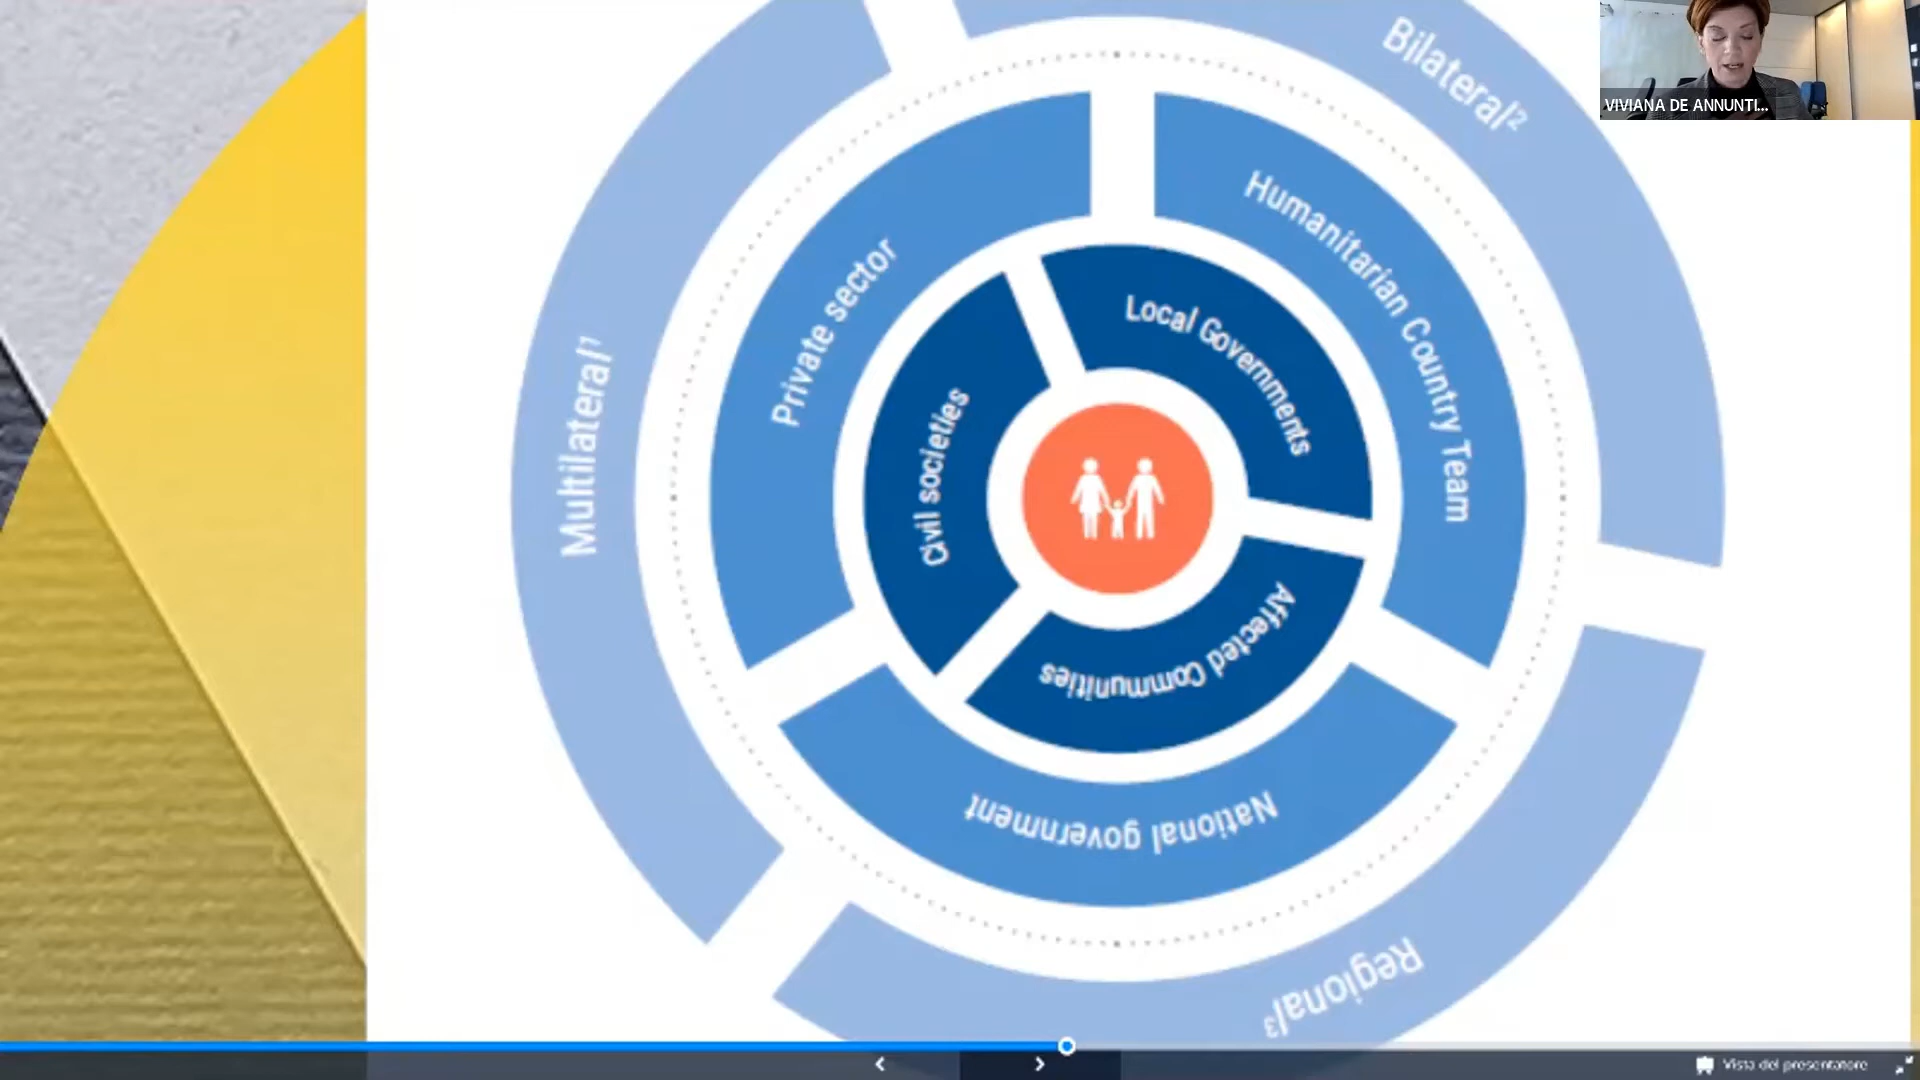 Bilateral²
VIVIANA DE ANNUNTI...
Humanitarian Country Team
Private sector
Multilateral¹
Local Governments
Civil societies
Affected Communities
National government
Regional³
Vista del presentatore